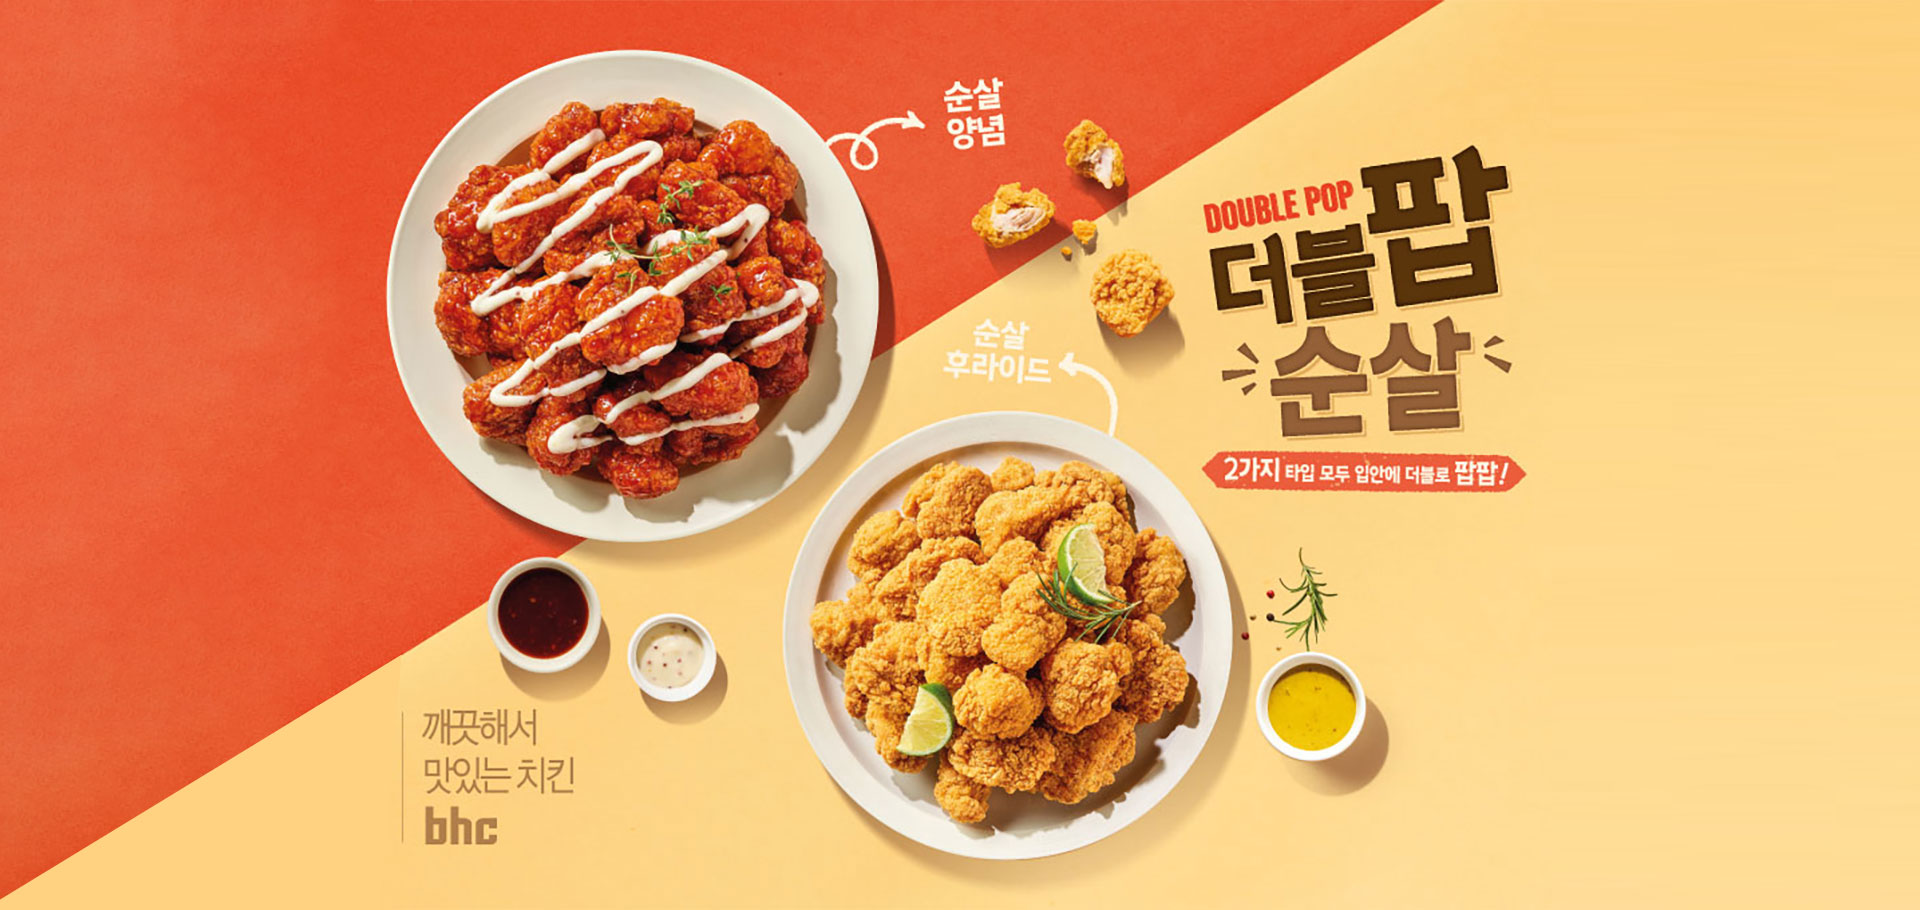 순살
양념
DOUBLE POP
더블팝
순살
2가지 타입 모두 입안에 더블로 팝팝!
순살
후라이드
깨끗해서
맛있는 치킨
bhc